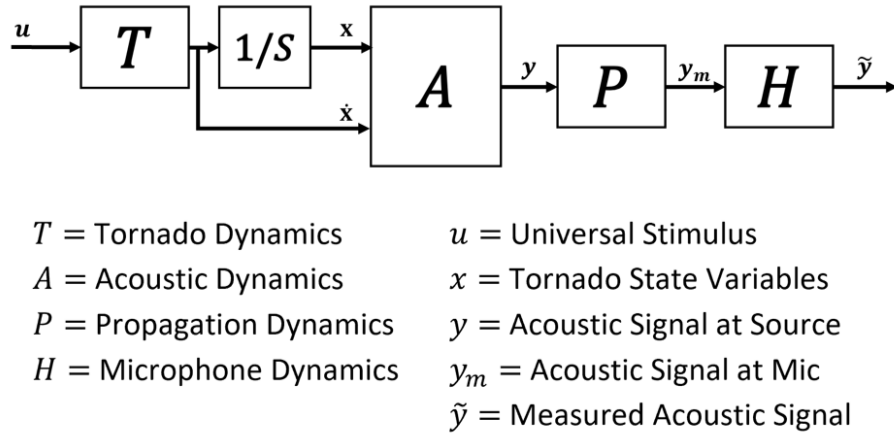 u T 1/S x ẋ A y P y_m H ỹ
T = Tornado Dynamics
A = Acoustic Dynamics
P = Propagation Dynamics
H = Microphone Dynamics
u = Universal Stimulus
x = Tornado State Variables
y = Acoustic Signal at Source
y_m = Acoustic Signal at Mic
ỹ = Measured Acoustic Signal